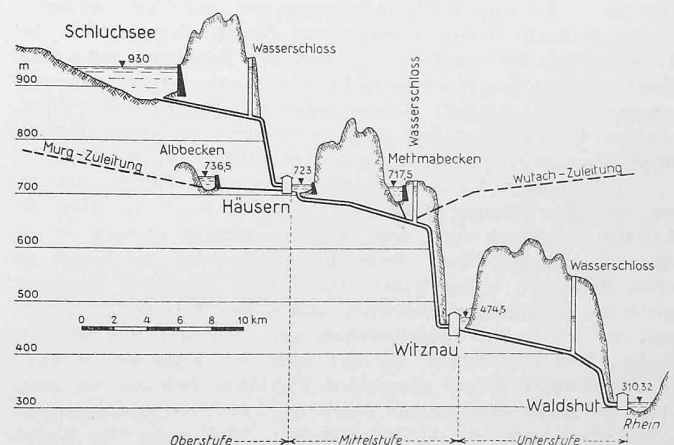 Schluchsee
930
Wasserschloss
m
900
800
Albbecken
736,5
Murg-Zuleitung
Wasserschloss
Mettmabecken
717,5
723
Wutach-Zuleitung
700
Häusern
600
500
Wasserschloss
0 2 4 6 8 10 km
474,5
400
Witznau
310.32
Waldshut
300
Rhein
Oberstufe
Mittelstufe
Unterstufe